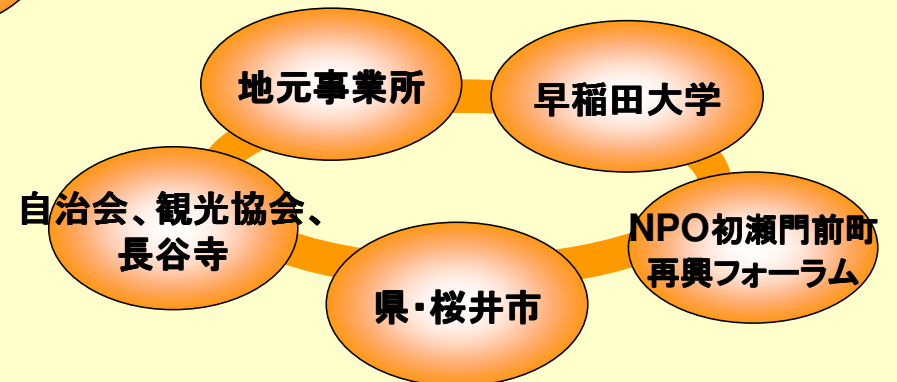 地元事業所
早稲田大学
自治会、観光協会、
長谷寺
NPO初瀬門前町
再興フォーラム
県・桜井市